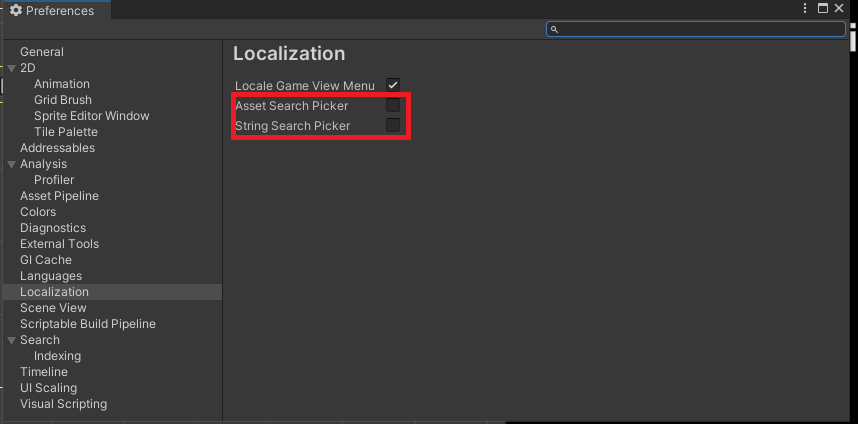 Preferences
General
2D
Animation
Grid Brush
Sprite Editor Window
Tile Palette
Addressables
Analysis
Profiler
Asset Pipeline
Colors
Diagnostics
External Tools
GI Cache
Languages
Localization
Scene View
Scriptable Build Pipeline
Search
Indexing
Timeline
UI Scaling
Visual Scripting
Localization
Locale Game View Menu
Asset Search Picker
String Search Picker